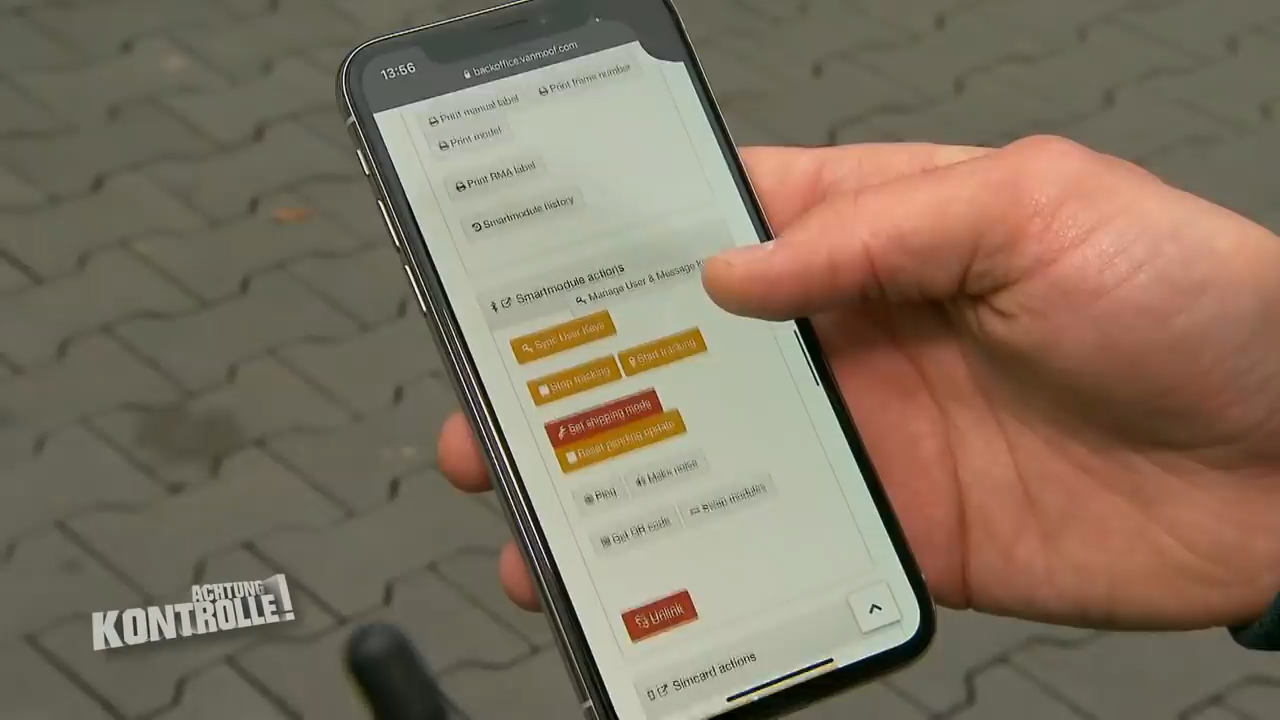 13:56
backoffice.vanmoof.com
Print manual label
Print frame number
Print model
Print RMA label
Smartmodule history
Smartmodule actions
Manage User & Message
Sync User Keys
Stop tracking
Start tracking
Set shipping mode
Reset pending update
Ping
Make noise
Get QR code
Swap modules
Unlink
Simcard actions
ACHTUNG
KONTROLLE!